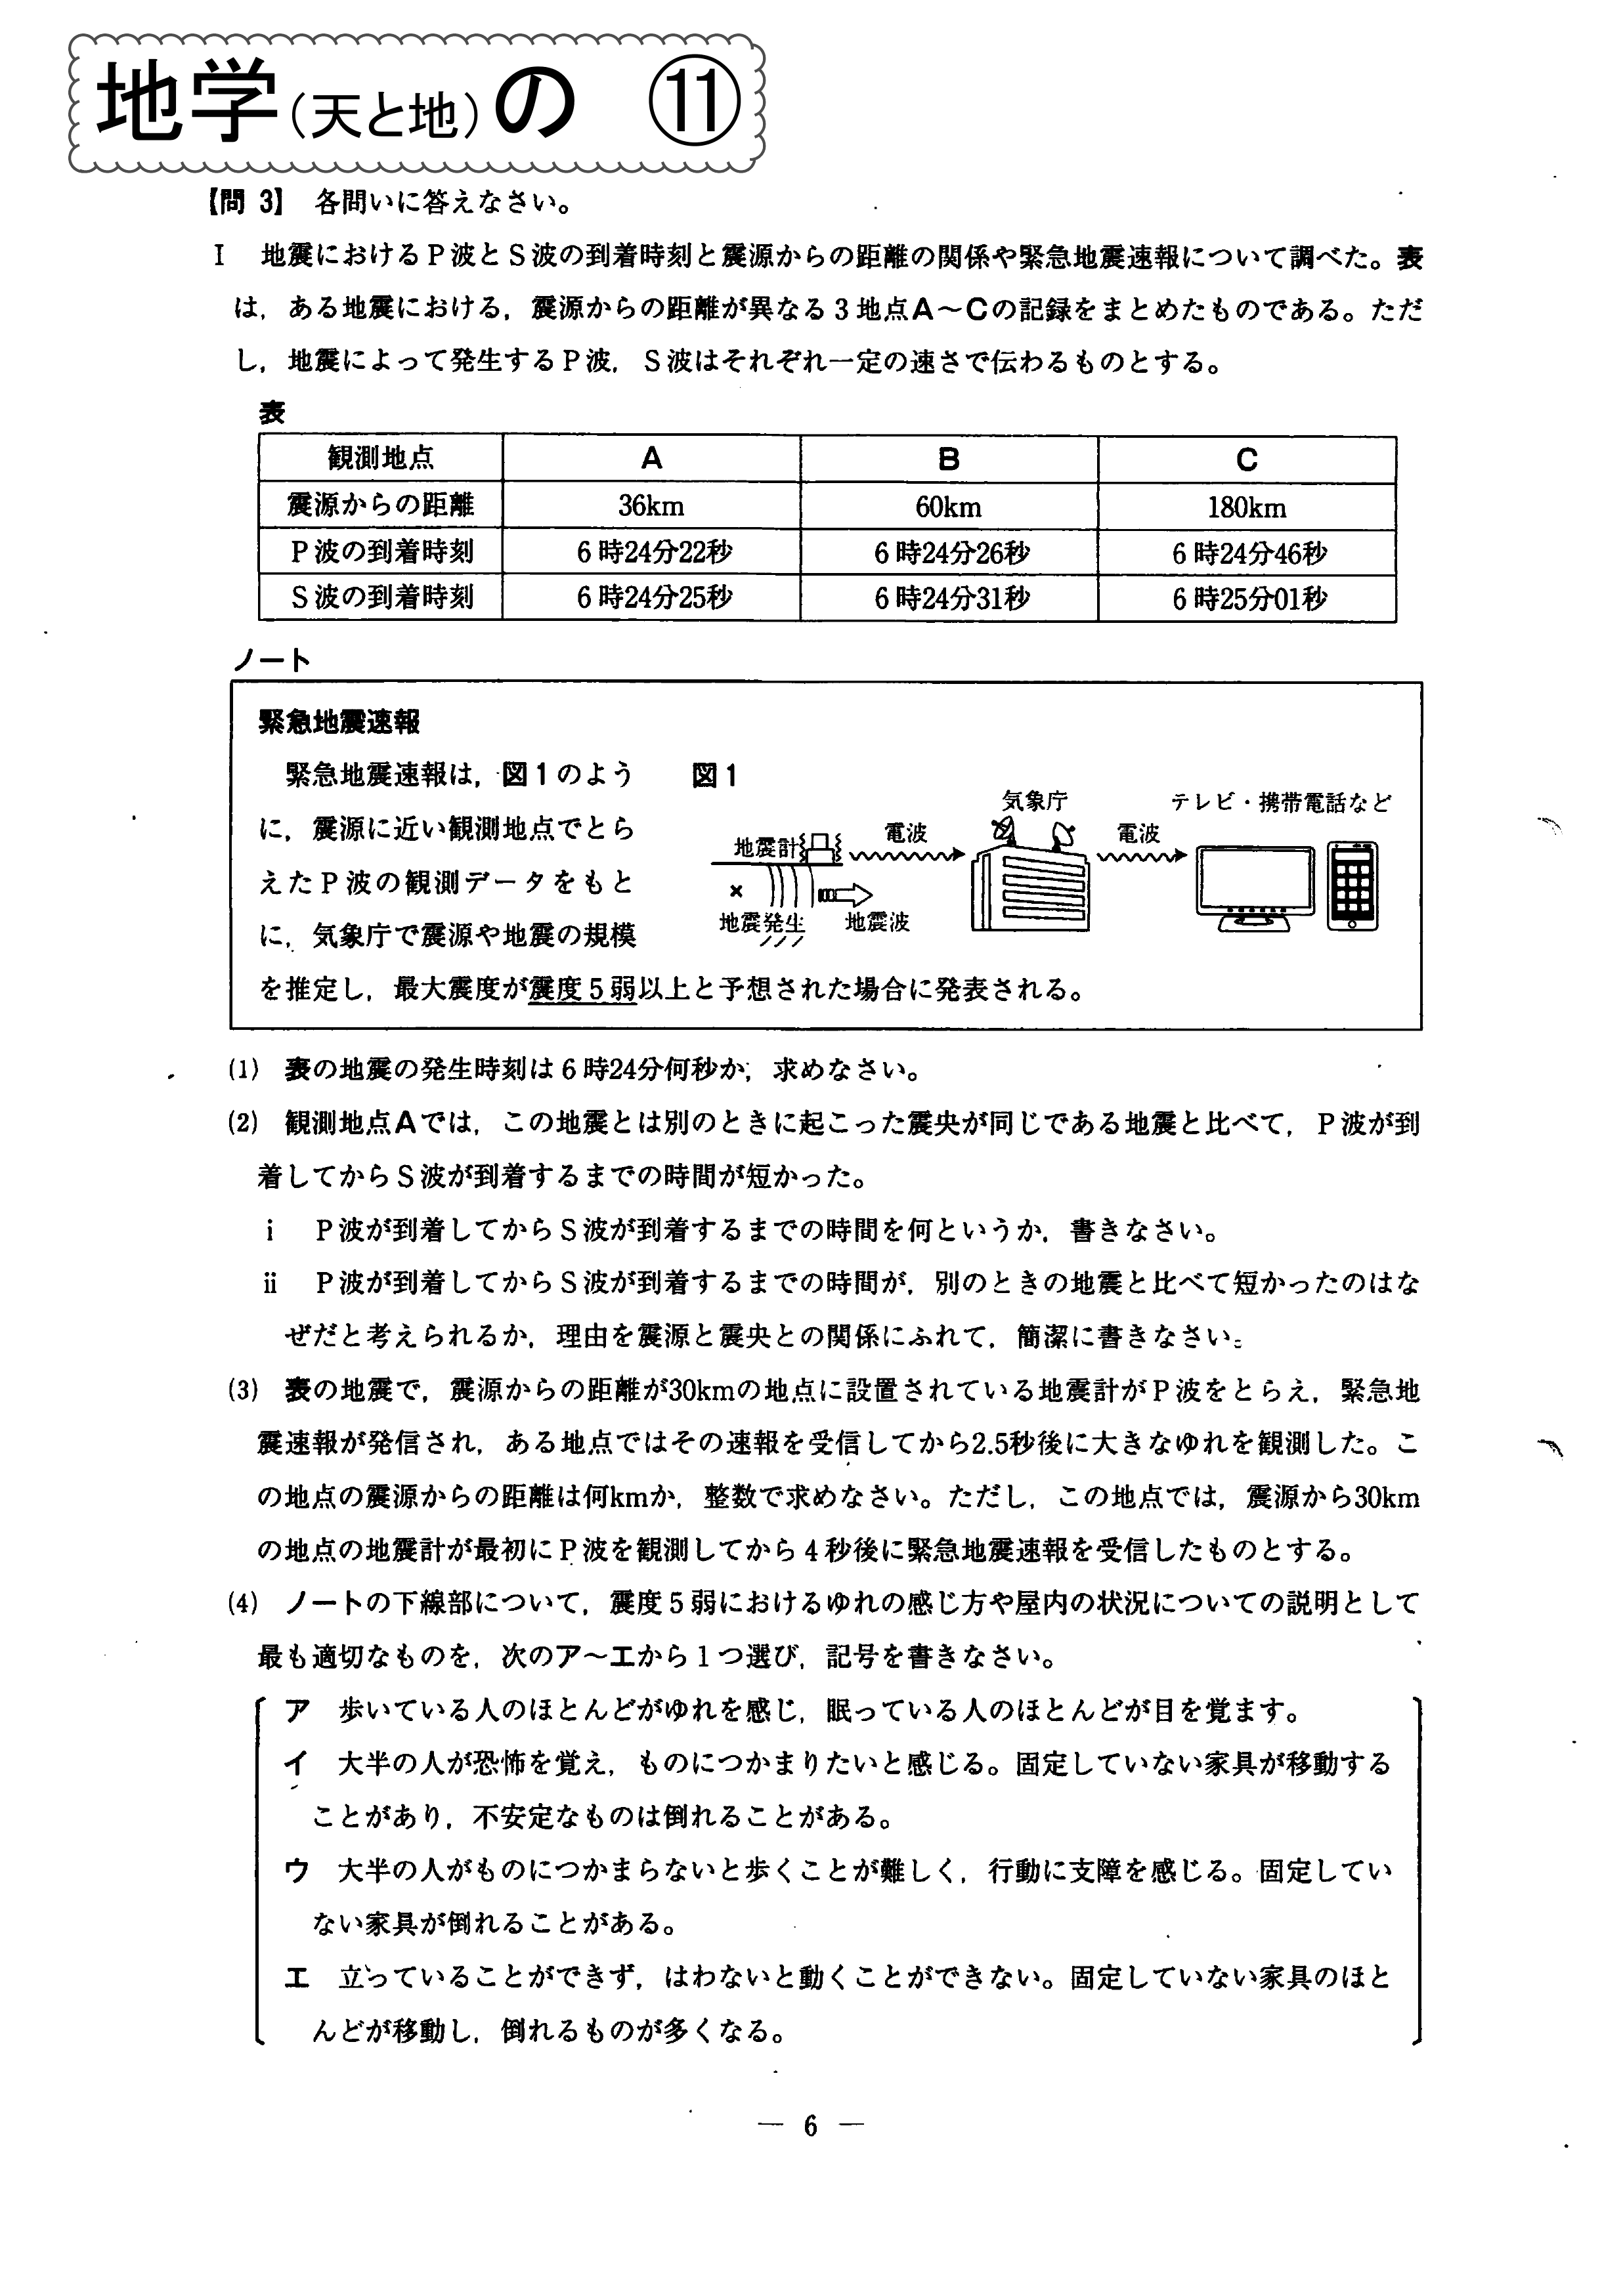 地学(天と地)の ⑪
【問 3】 各問いに答えなさい。
Ⅰ 地震におけるP波とS波の到着時刻と震源からの距離の関係や緊急地震速報について調べた。表
は，ある地震における，震源からの距離が異なる3地点A～Cの記録をまとめたものである。ただ
し，地震によって発生するP波，S波はそれぞれ一定の速さで伝わるものとする。
表
観測地点 A B C
震源からの距離 36km 60km 180km
P波の到着時刻 6時24分22秒 6時24分26秒 6時24分46秒
S波の到着時刻 6時24分25秒 6時24分31秒 6時25分01秒
ノート
緊急地震速報
緊急地震速報は，図1のよう
に，震源に近い観測地点でとら
えたP波の観測データをもと
に，気象庁で震源や地震の規模
を推定し，最大震度が震度5弱以上と予想された場合に発表される。
図1
気象庁 テレビ・携帯電話など
地震計 電波 電波
地震発生 地震波
(1) 表の地震の発生時刻は6時24分何秒か，求めなさい。
(2) 観測地点Aでは，この地震とは別のときに起こった震央が同じである地震と比べて，P波が到
着してからS波が到着するまでの時間が短かった。
ⅰ P波が到着してからS波が到着するまでの時間を何というか，書きなさい。
ⅱ P波が到着してからS波が到着するまでの時間が，別のときの地震と比べて短かったのはな
ぜだと考えられるか，理由を震源と震央との関係にふれて，簡潔に書きなさい。
(3) 表の地震で，震源からの距離が30kmの地点に設置されている地震計がP波をとらえ，緊急地
震速報が発信され，ある地点ではその速報を受信してから2.5秒後に大きなゆれを観測した。こ
の地点の震源からの距離は何kmか，整数で求めなさい。ただし，この地点では，震源から30km
の地点の地震計が最初にP波を観測してから4秒後に緊急地震速報を受信したものとする。
(4) ノートの下線部について，震度5弱におけるゆれの感じ方や屋内の状況についての説明として
最も適切なものを，次のア～エから1つ選び，記号を書きなさい。
ア 歩いている人のほとんどがゆれを感じ，眠っている人のほとんどが目を覚ます。
イ 大半の人が恐怖を覚え，ものにつかまりたいと感じる。固定していない家具が移動する
ことがあり，不安定なものは倒れることがある。
ウ 大半の人がものにつかまらないと歩くことが難しく，行動に支障を感じる。固定してい
ない家具が倒れることがある。
エ 立っていることができず，はわないと動くことができない。固定していない家具のほと
んどが移動し，倒れるものが多くなる。
― 6 ―